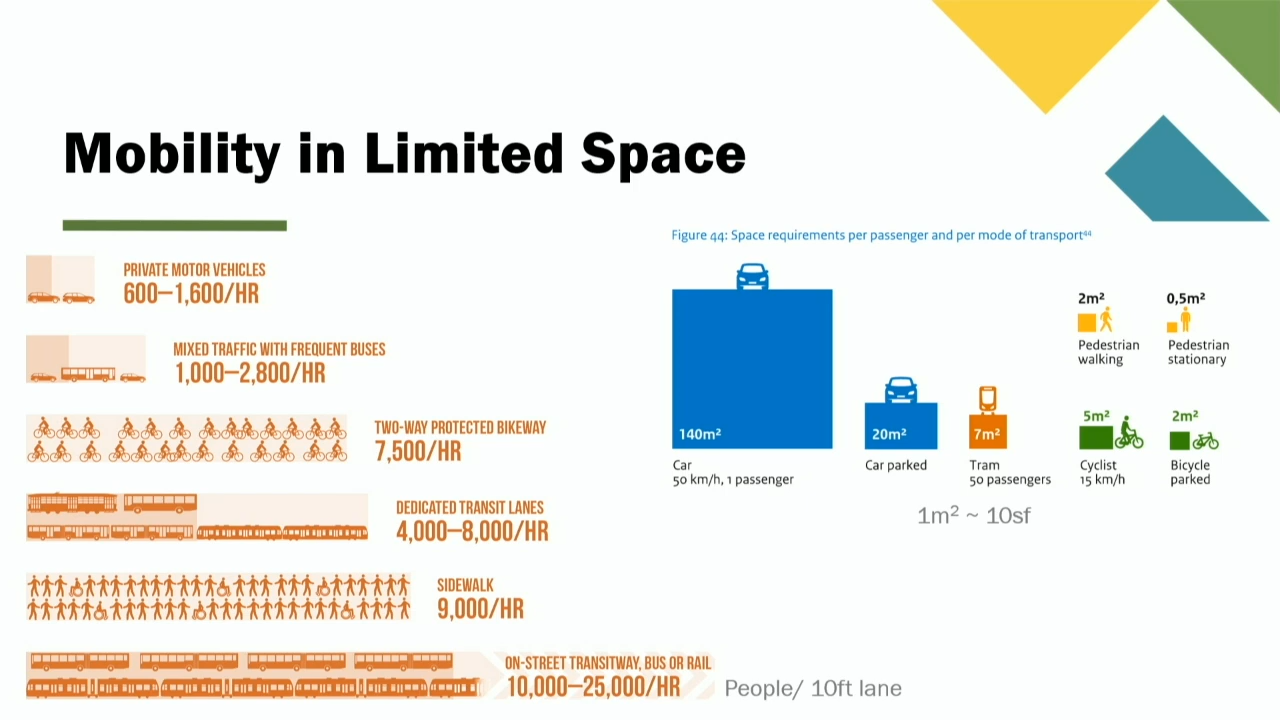 Mobility in Limited Space
PRIVATE MOTOR VEHICLES
600–1,600/HR
MIXED TRAFFIC WITH FREQUENT BUSES
1,000–2,800/HR
TWO-WAY PROTECTED BIKEWAY
7,500/HR
DEDICATED TRANSIT LANES
4,000–8,000/HR
SIDEWALK
9,000/HR
ON-STREET TRANSITWAY, BUS OR RAIL
10,000–25,000/HR
People/ 10ft lane
Figure 44: Space requirements per passenger and per mode of transport⁴⁴
140m²
Car
50 km/h, 1 passenger
20m²
Car parked
7m²
Tram
50 passengers
2m²
Pedestrian
walking
0,5m²
Pedestrian
stationary
5m²
Cyclist
15 km/h
2m²
Bicycle
parked
1m² ~ 10sf